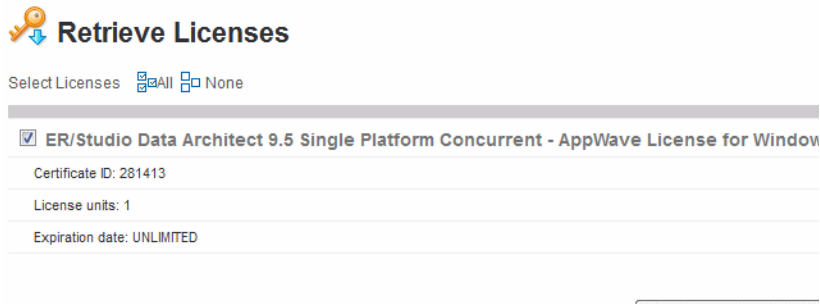 Retrieve Licenses
Select Licenses All None
ER/Studio Data Architect 9.5 Single Platform Concurrent - AppWave License for Window
Certificate ID: 281413
License units: 1
Expiration date: UNLIMITED